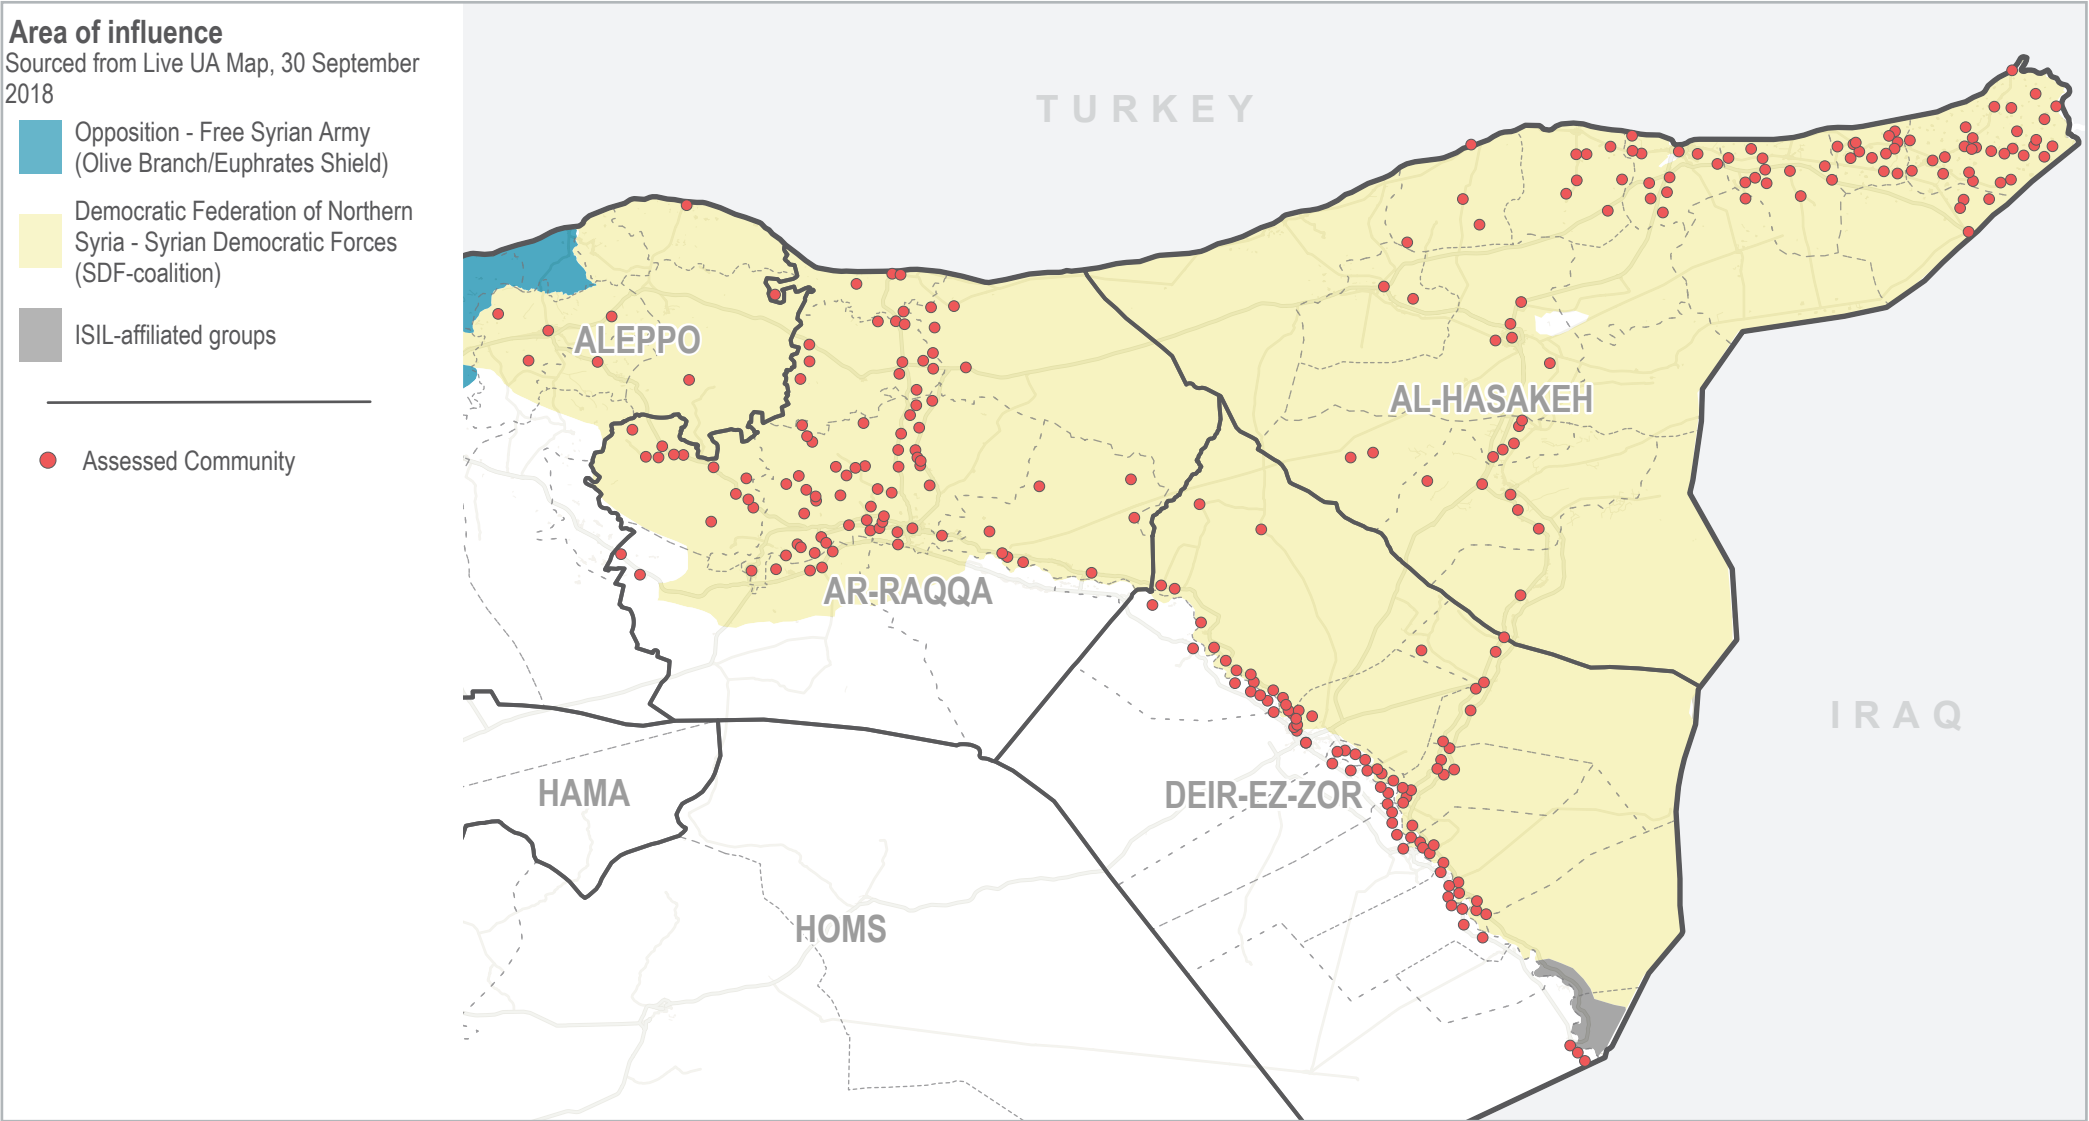 Area of influence
Sourced from Live UA Map, 30 September
2018
Opposition - Free Syrian Army
(Olive Branch/Euphrates Shield)
Democratic Federation of Northern
Syria - Syrian Democratic Forces
(SDF-coalition)
ISIL-affiliated groups
Assessed Community
TURKEY
ALEPPO
AL-HASAKEH
AR-RAQQA
IRAQ
HAMA
DEIR-EZ-ZOR
HOMS